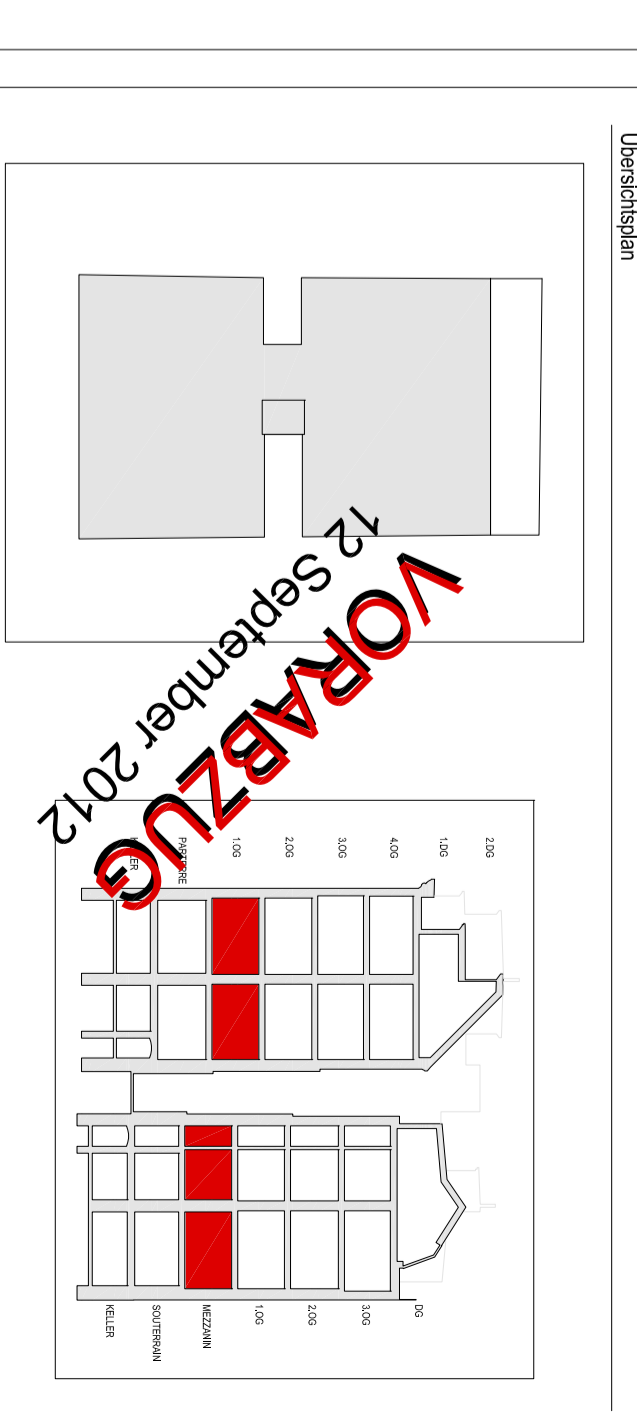 Übersichtsplan
12 September 2012
VORABZUG
2.DG
1.DG
4.OG
3.OG
2.OG
1.OG
PARTERRE
KELLER
DG
3.OG
2.OG
1.OG
MEZZANIN
SOUTERRAIN
KELLER